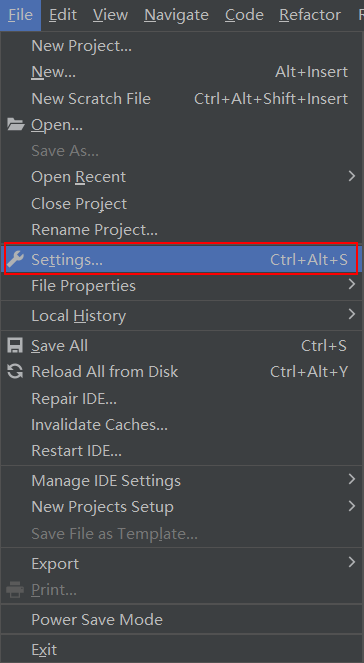 File Edit View Navigate Code Refactor
New Project...
New... Alt+Insert
New Scratch File Ctrl+Alt+Shift+Insert
Open...
Save As...
Open Recent
Close Project
Rename Project...
Settings... Ctrl+Alt+S
File Properties
Local History
Save All Ctrl+S
Reload All from Disk Ctrl+Alt+Y
Repair IDE...
Invalidate Caches...
Restart IDE...
Manage IDE Settings
New Projects Setup
Save File as Template...
Export
Print...
Power Save Mode
Exit